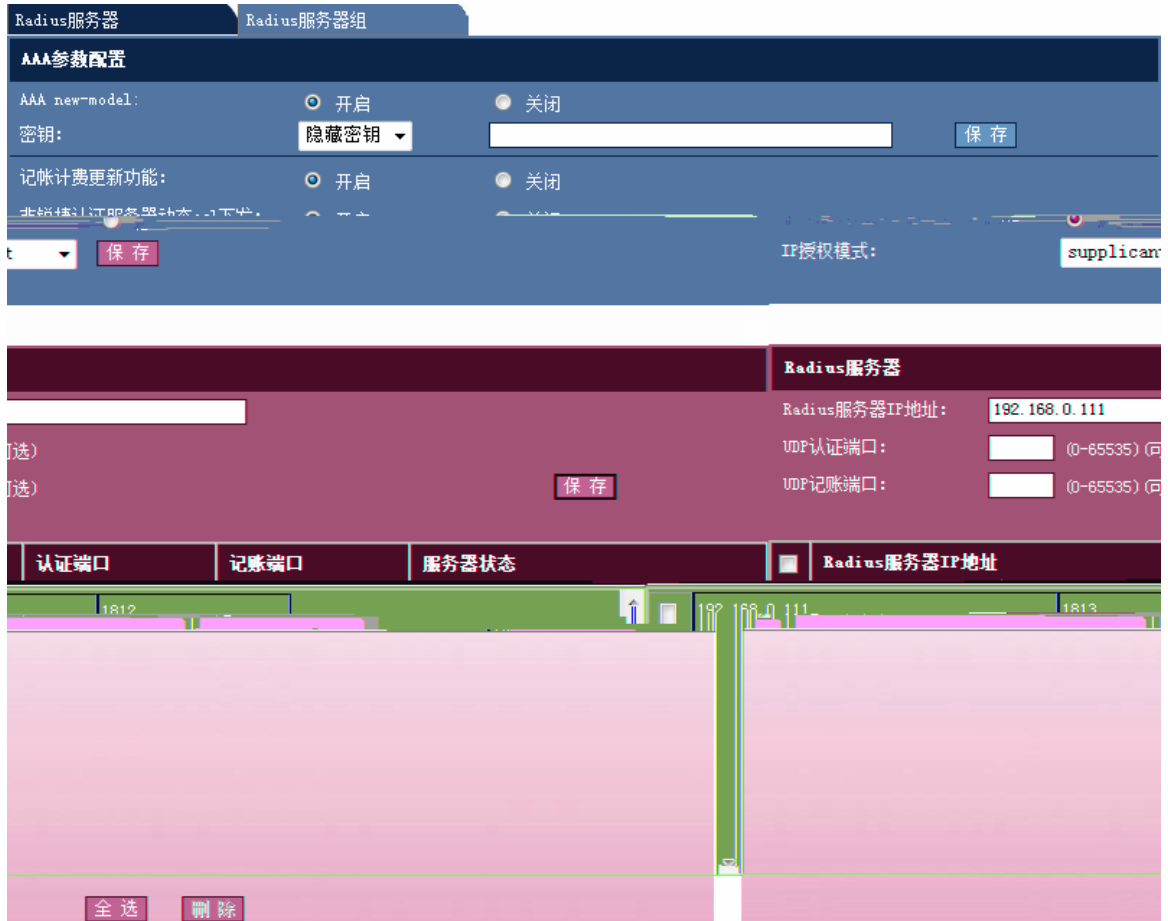 Radius服务器 Radius服务器组
AAA参数配置
AAA new-model: 开启 关闭
密钥: 隐藏密钥 保 存
记帐计费更新功能: 开启 关闭
t 保 存 IP授权模式: supplican
Radius服务器
Radius服务器IP地址: 192.168.0.111
选) UDP认证端口: (0-65535)(
选) 保 存 UDP记账端口: (0-65535)(
认证端口 记账端口 服务器状态 Radius服务器IP地址
1812 192.168.0.111 1813
全 选 删 除